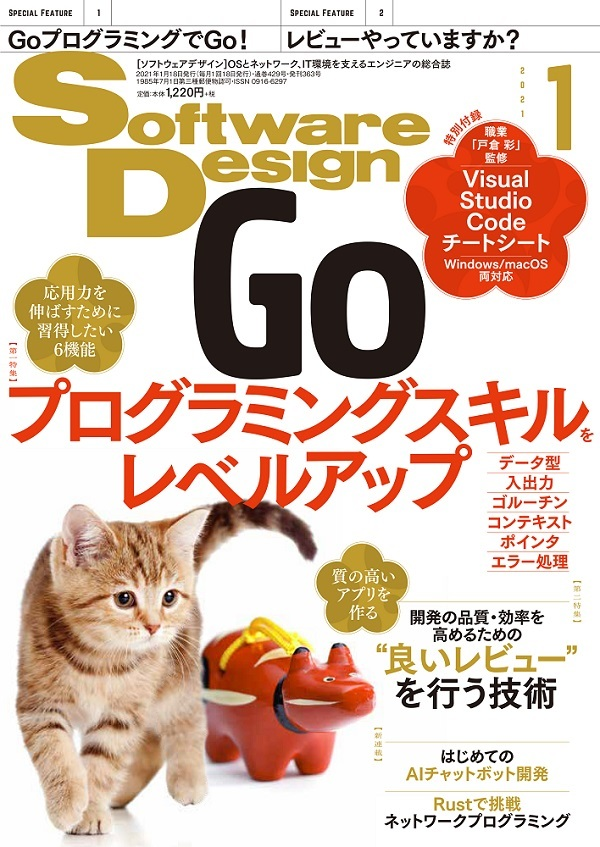 SPECIAL FEATURE 1
GoプログラミングでGo!
SPECIAL FEATURE 2
レビューやっていますか?
[ソフトウェアデザイン]OSとネットワーク、IT環境を支えるエンジニアの総合誌
2021年1月18日発行(毎月1回18日発行)・通巻429号・発刊363号
1985年7月1日第三種郵便物認可・ISSN 0916-6297
定価:本体 1,220円+税
2021
1
Software
Design
特別付録
職業
「戸倉 彩」
監修
Visual
Studio
Code
チートシート
Windows/macOS
両対応
Go
応用力を
伸ばすために
習得したい
6機能
【第一特集】
プログラミングスキルを
レベルアップ
データ型
入出力
ゴルーチン
コンテキスト
ポインタ
エラー処理
質の高い
アプリを
作る
【第二特集】
開発の品質・効率を
高めるための
“良いレビュー”
を行う技術
【新連載】
はじめての
AIチャットボット開発
Rustで挑戦
ネットワークプログラミング